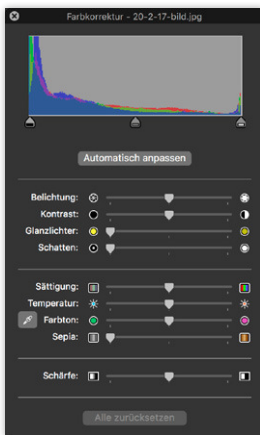 Farbkorrektur - 20-2-17-bild.jpg
Automatisch anpassen
Belichtung:
Kontrast:
Glanzlichter:
Schatten:
Sättigung:
Temperatur:
Farbton:
Sepia:
Schärfe:
Alle zurücksetzen